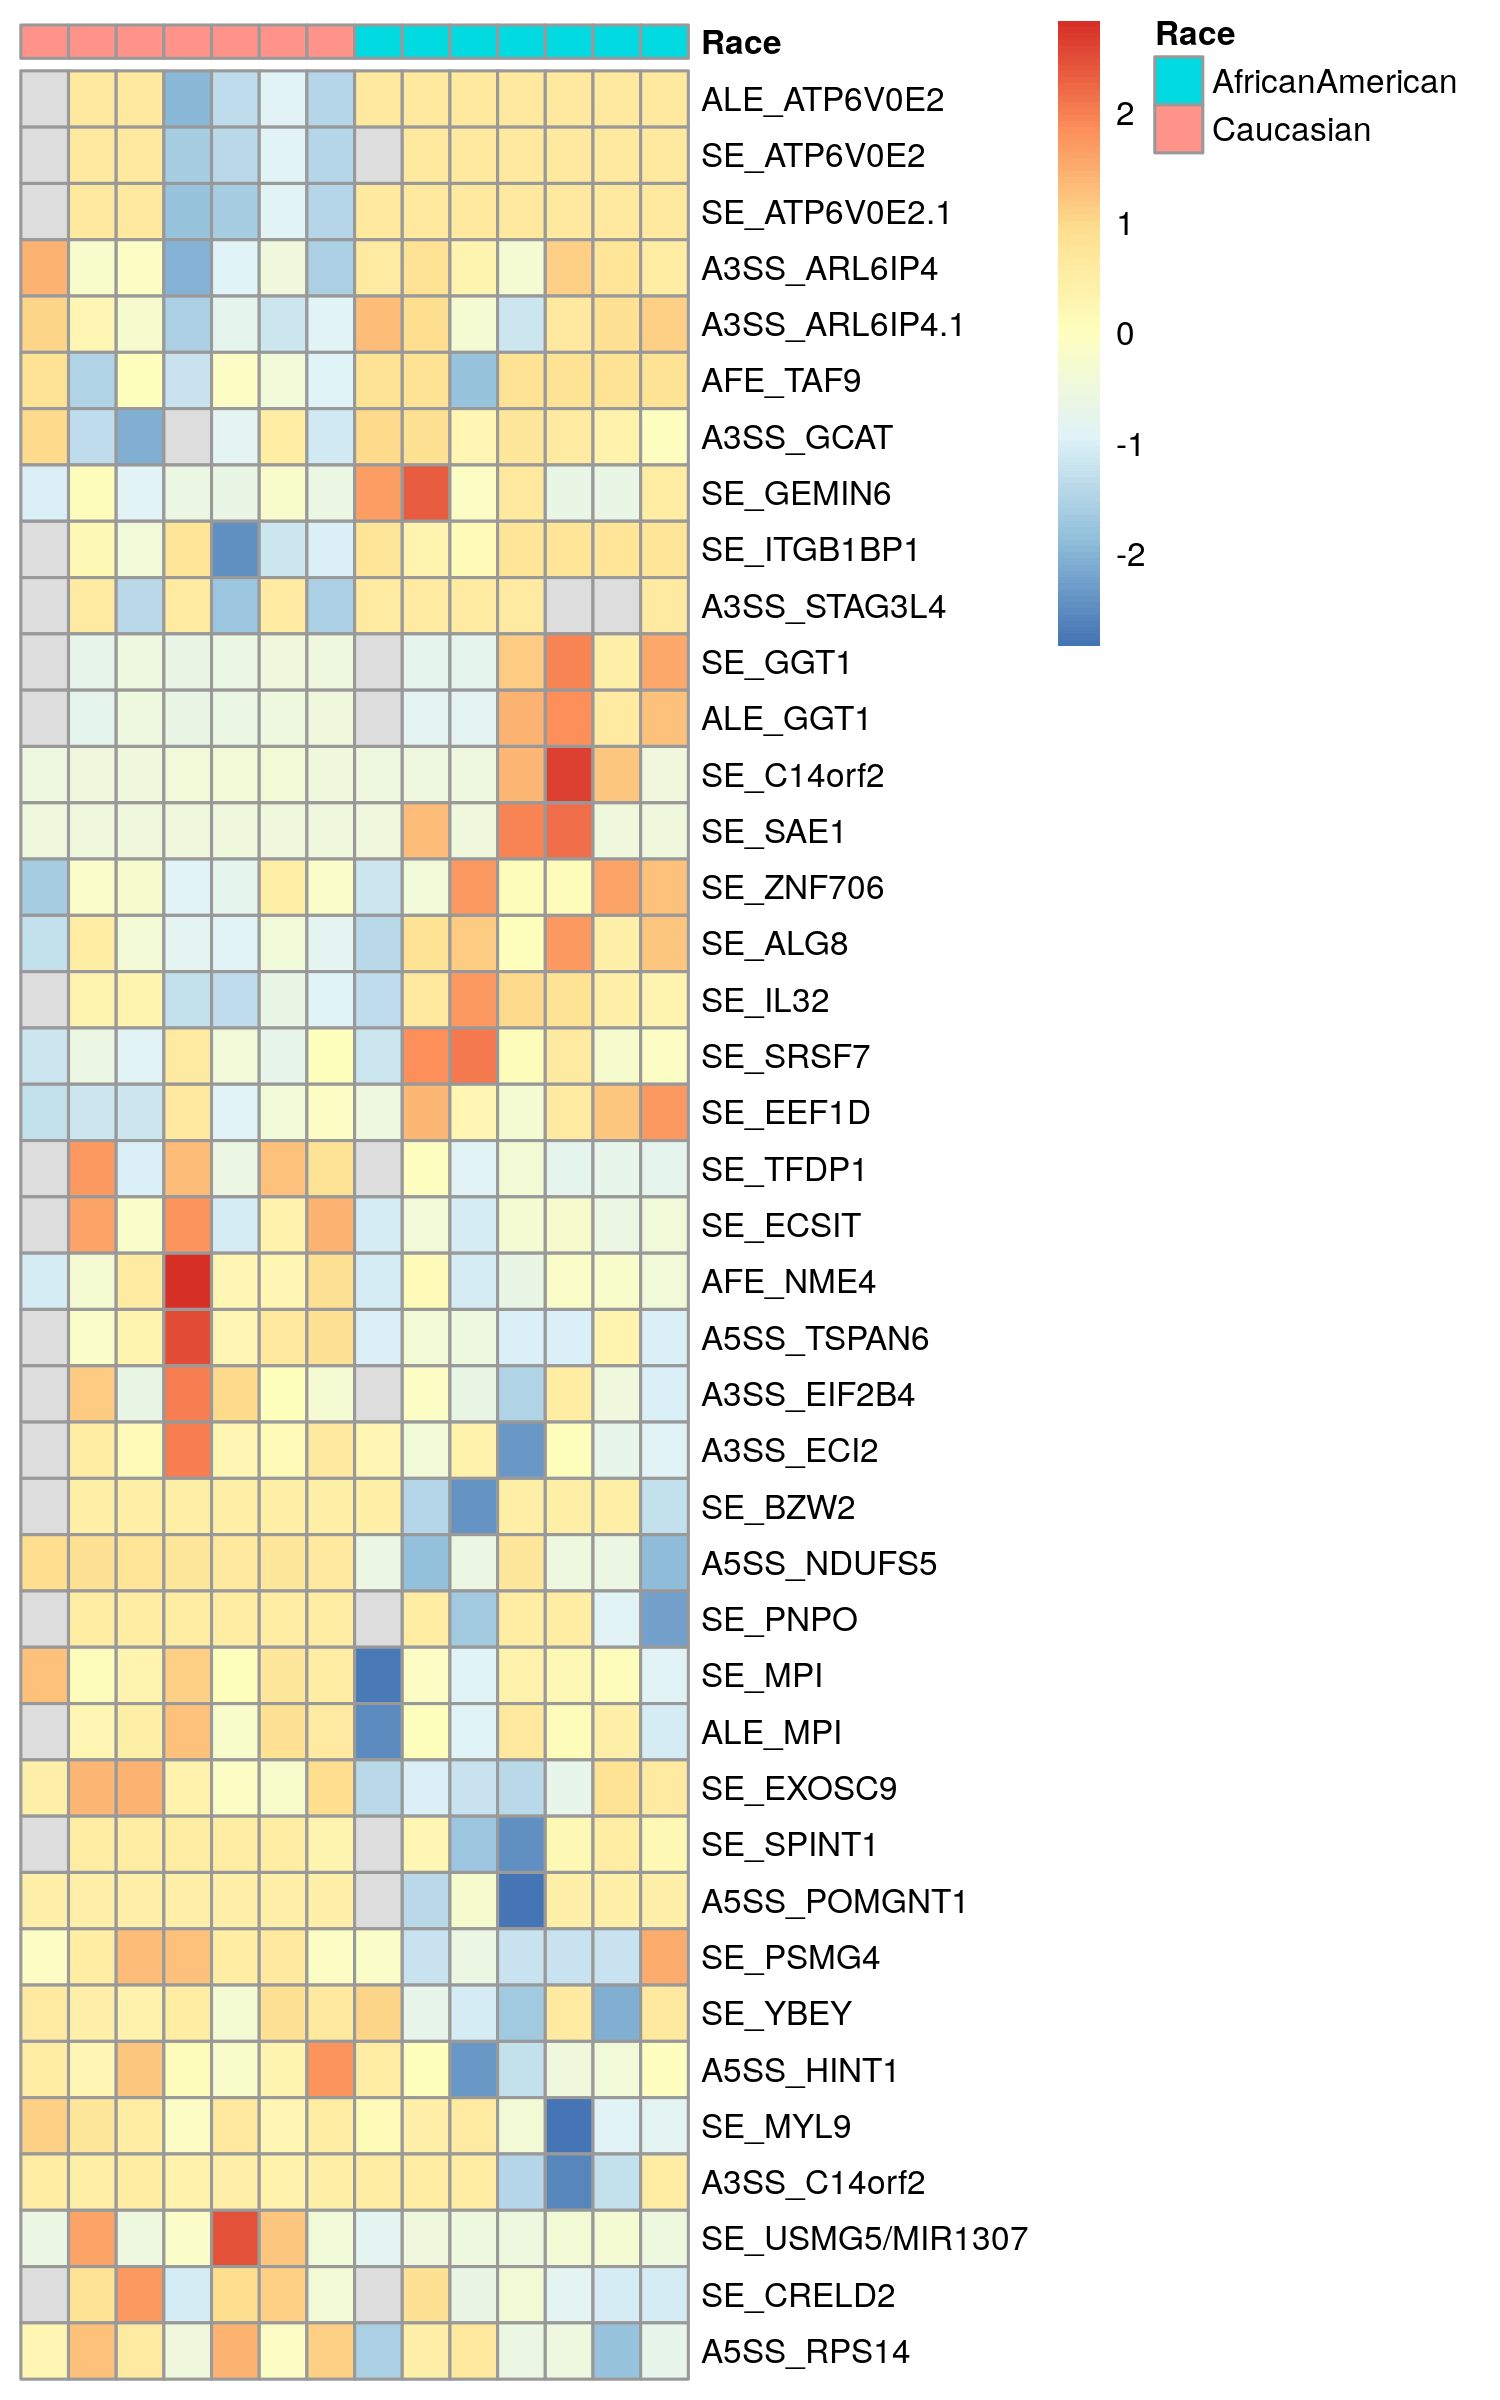 Race
ALE_ATP6V0E2
SE_ATP6V0E2
SE_ATP6V0E2.1
A3SS_ARL6IP4
A3SS_ARL6IP4.1
AFE_TAF9
A3SS_GCAT
SE_GEMIN6
SE_ITGB1BP1
A3SS_STAG3L4
SE_GGT1
ALE_GGT1
SE_C14orf2
SE_SAE1
SE_ZNF706
SE_ALG8
SE_IL32
SE_SRSF7
SE_EEF1D
SE_TFDP1
SE_ECSIT
AFE_NME4
A5SS_TSPAN6
A3SS_EIF2B4
A3SS_ECI2
SE_BZW2
A5SS_NDUFS5
SE_PNPO
SE_MPI
ALE_MPI
SE_EXOSC9
SE_SPINT1
A5SS_POMGNT1
SE_PSMG4
SE_YBEY
A5SS_HINT1
SE_MYL9
A3SS_C14orf2
SE_USMG5/MIR1307
SE_CRELD2
A5SS_RPS14
2
1
0
-1
-2
Race
AfricanAmerican
Caucasian